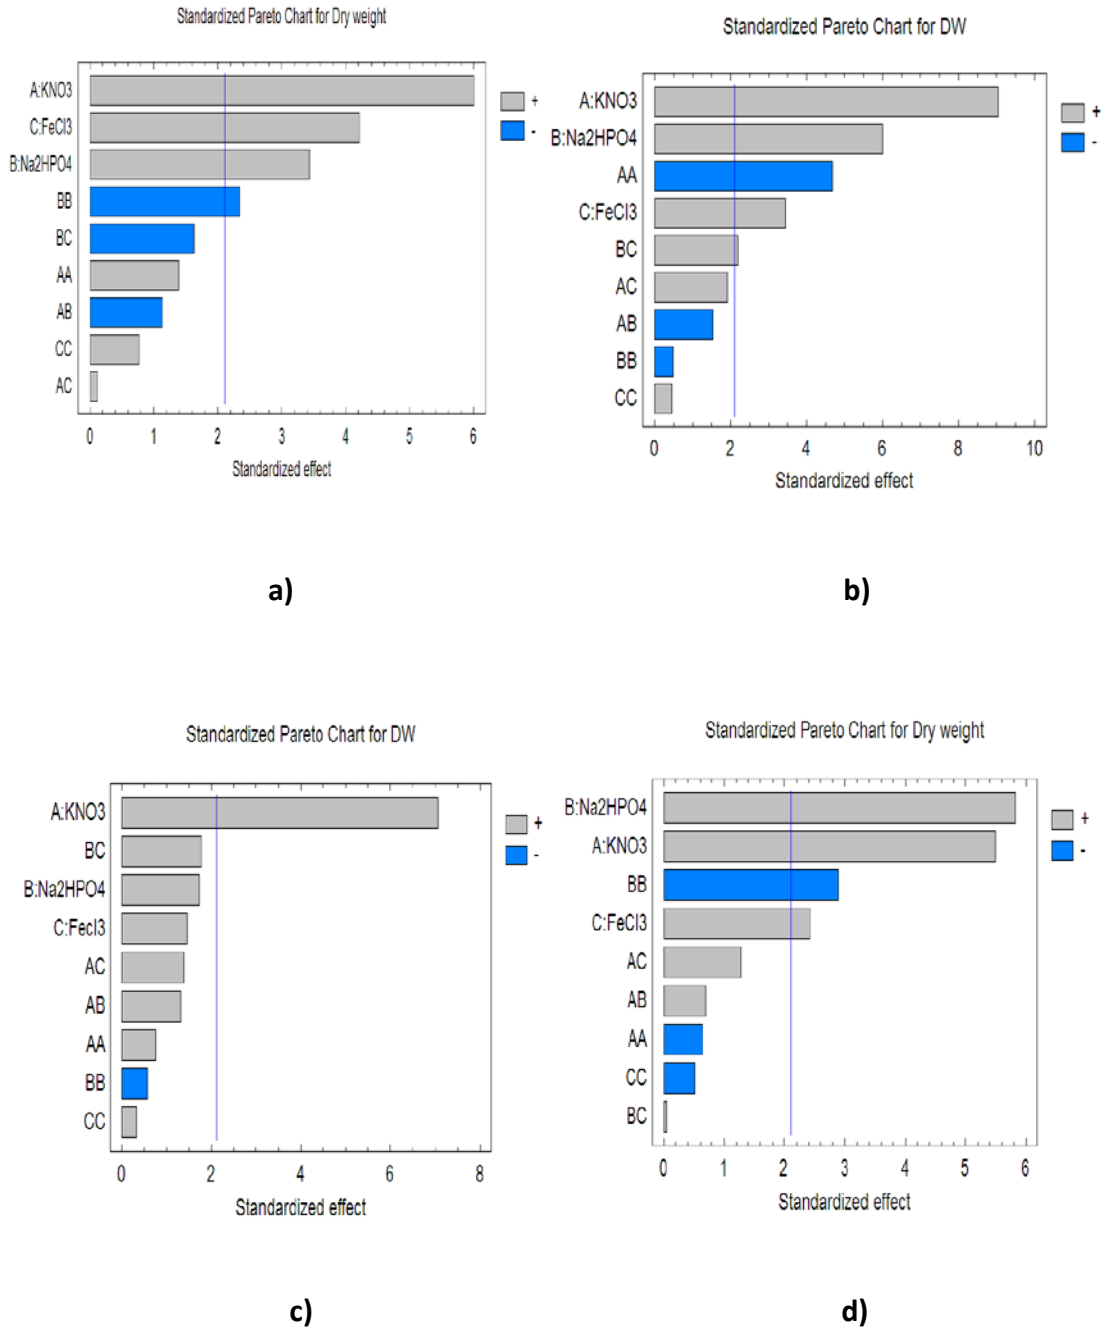 Standardized Pareto Chart for Dry weight
A:KNO3
C:FeCl3
B:Na2HPO4
BB
BC
AA
AB
CC
AC
0 1 2 3 4 5 6
Standardized effect
+
-
a)
Standardized Pareto Chart for DW
A:KNO3
B:Na2HPO4
AA
C:FeCl3
BC
AC
AB
BB
CC
0 2 4 6 8 10
Standardized effect
+
-
b)
Standardized Pareto Chart for DW
A:KNO3
BC
B:Na2HPO4
C:Fecl3
AC
AB
AA
BB
CC
0 2 4 6 8
Standardized effect
+
-
c)
Standardized Pareto Chart for Dry weight
B:Na2HPO4
A:KNO3
BB
C:FeCl3
AC
AB
AA
CC
BC
0 1 2 3 4 5 6
Standardized effect
+
-
d)